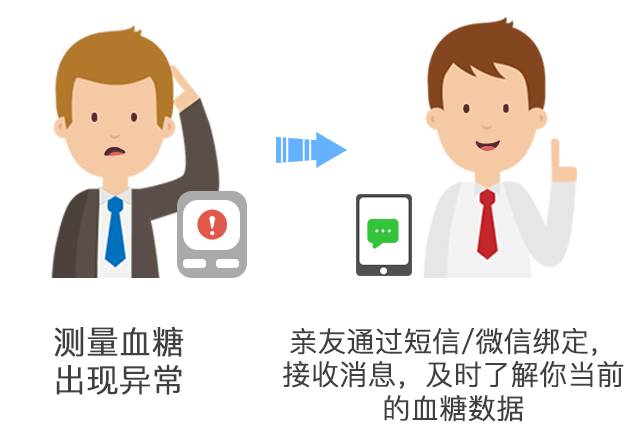 测量血糖
出现异常
亲友通过短信/微信绑定，
接收消息，及时了解你当前
的血糖数据